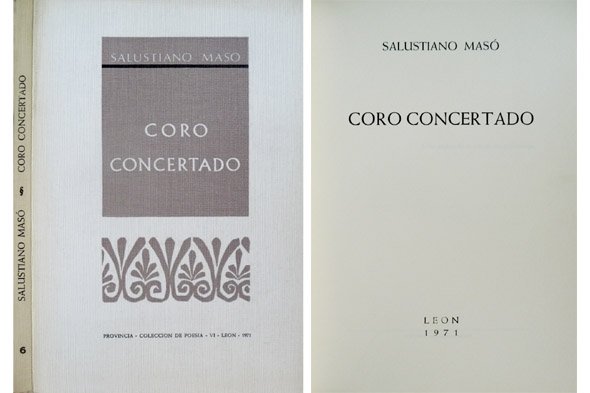 SALUSTIANO MASÓ § CORO CONCERTADO
6
SALUSTIANO MASO
CORO
CONCERTADO
PROVINCIA - COLECCION DE POESIA - VI - LEON - 1971
SALUSTIANO MASÓ
CORO CONCERTADO
LEON
1971